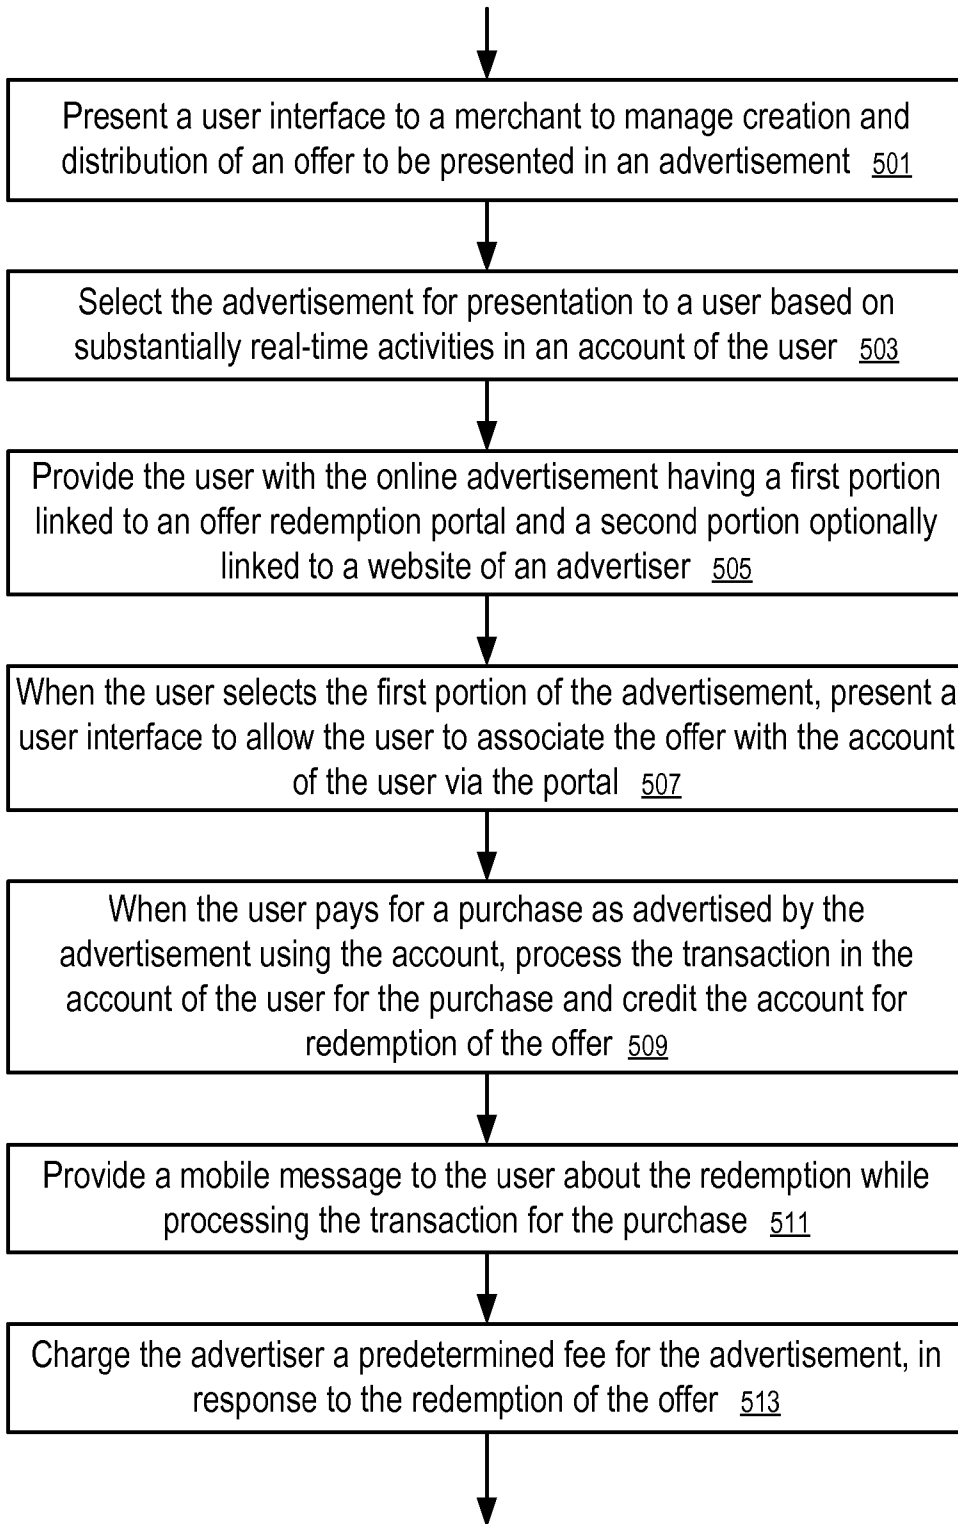 Present a user interface to a merchant to manage creation and
distribution of an offer to be presented in an advertisement 501
Select the advertisement for presentation to a user based on
substantially real-time activities in an account of the user 503
Provide the user with the online advertisement having a first portion
linked to an offer redemption portal and a second portion optionally
linked to a website of an advertiser 505
When the user selects the first portion of the advertisement, present a
user interface to allow the user to associate the offer with the account
of the user via the portal 507
When the user pays for a purchase as advertised by the
advertisement using the account, process the transaction in the
account of the user for the purchase and credit the account for
redemption of the offer 509
Provide a mobile message to the user about the redemption while
processing the transaction for the purchase 511
Charge the advertiser a predetermined fee for the advertisement, in
response to the redemption of the offer 513